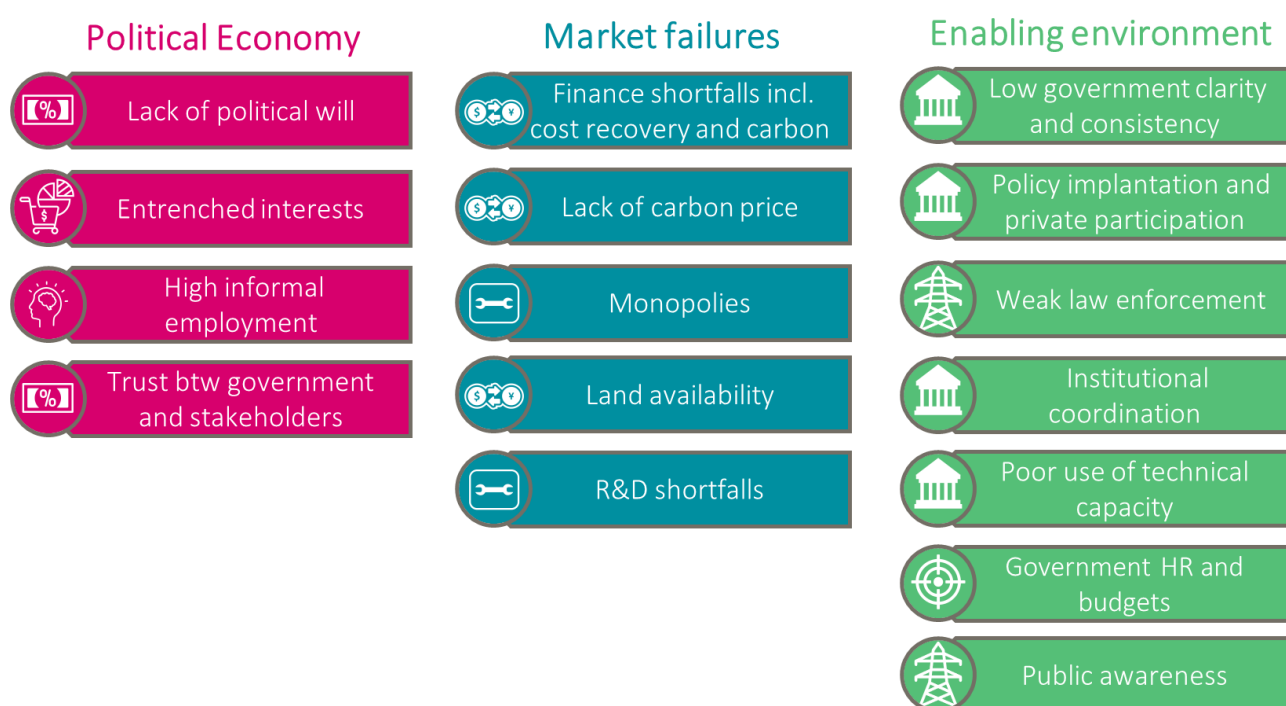 Political Economy
Lack of political will
Entrenched interests
High informal
employment
Trust btw government
and stakeholders
Market failures
Finance shortfalls incl.
cost recovery and carbon
Lack of carbon price
Monopolies
Land availability
R&D shortfalls
Enabling environment
Low government clarity
and consistency
Policy implantation and
private participation
Weak law enforcement
Institutional
coordination
Poor use of technical
capacity
Government HR and
budgets
Public awareness